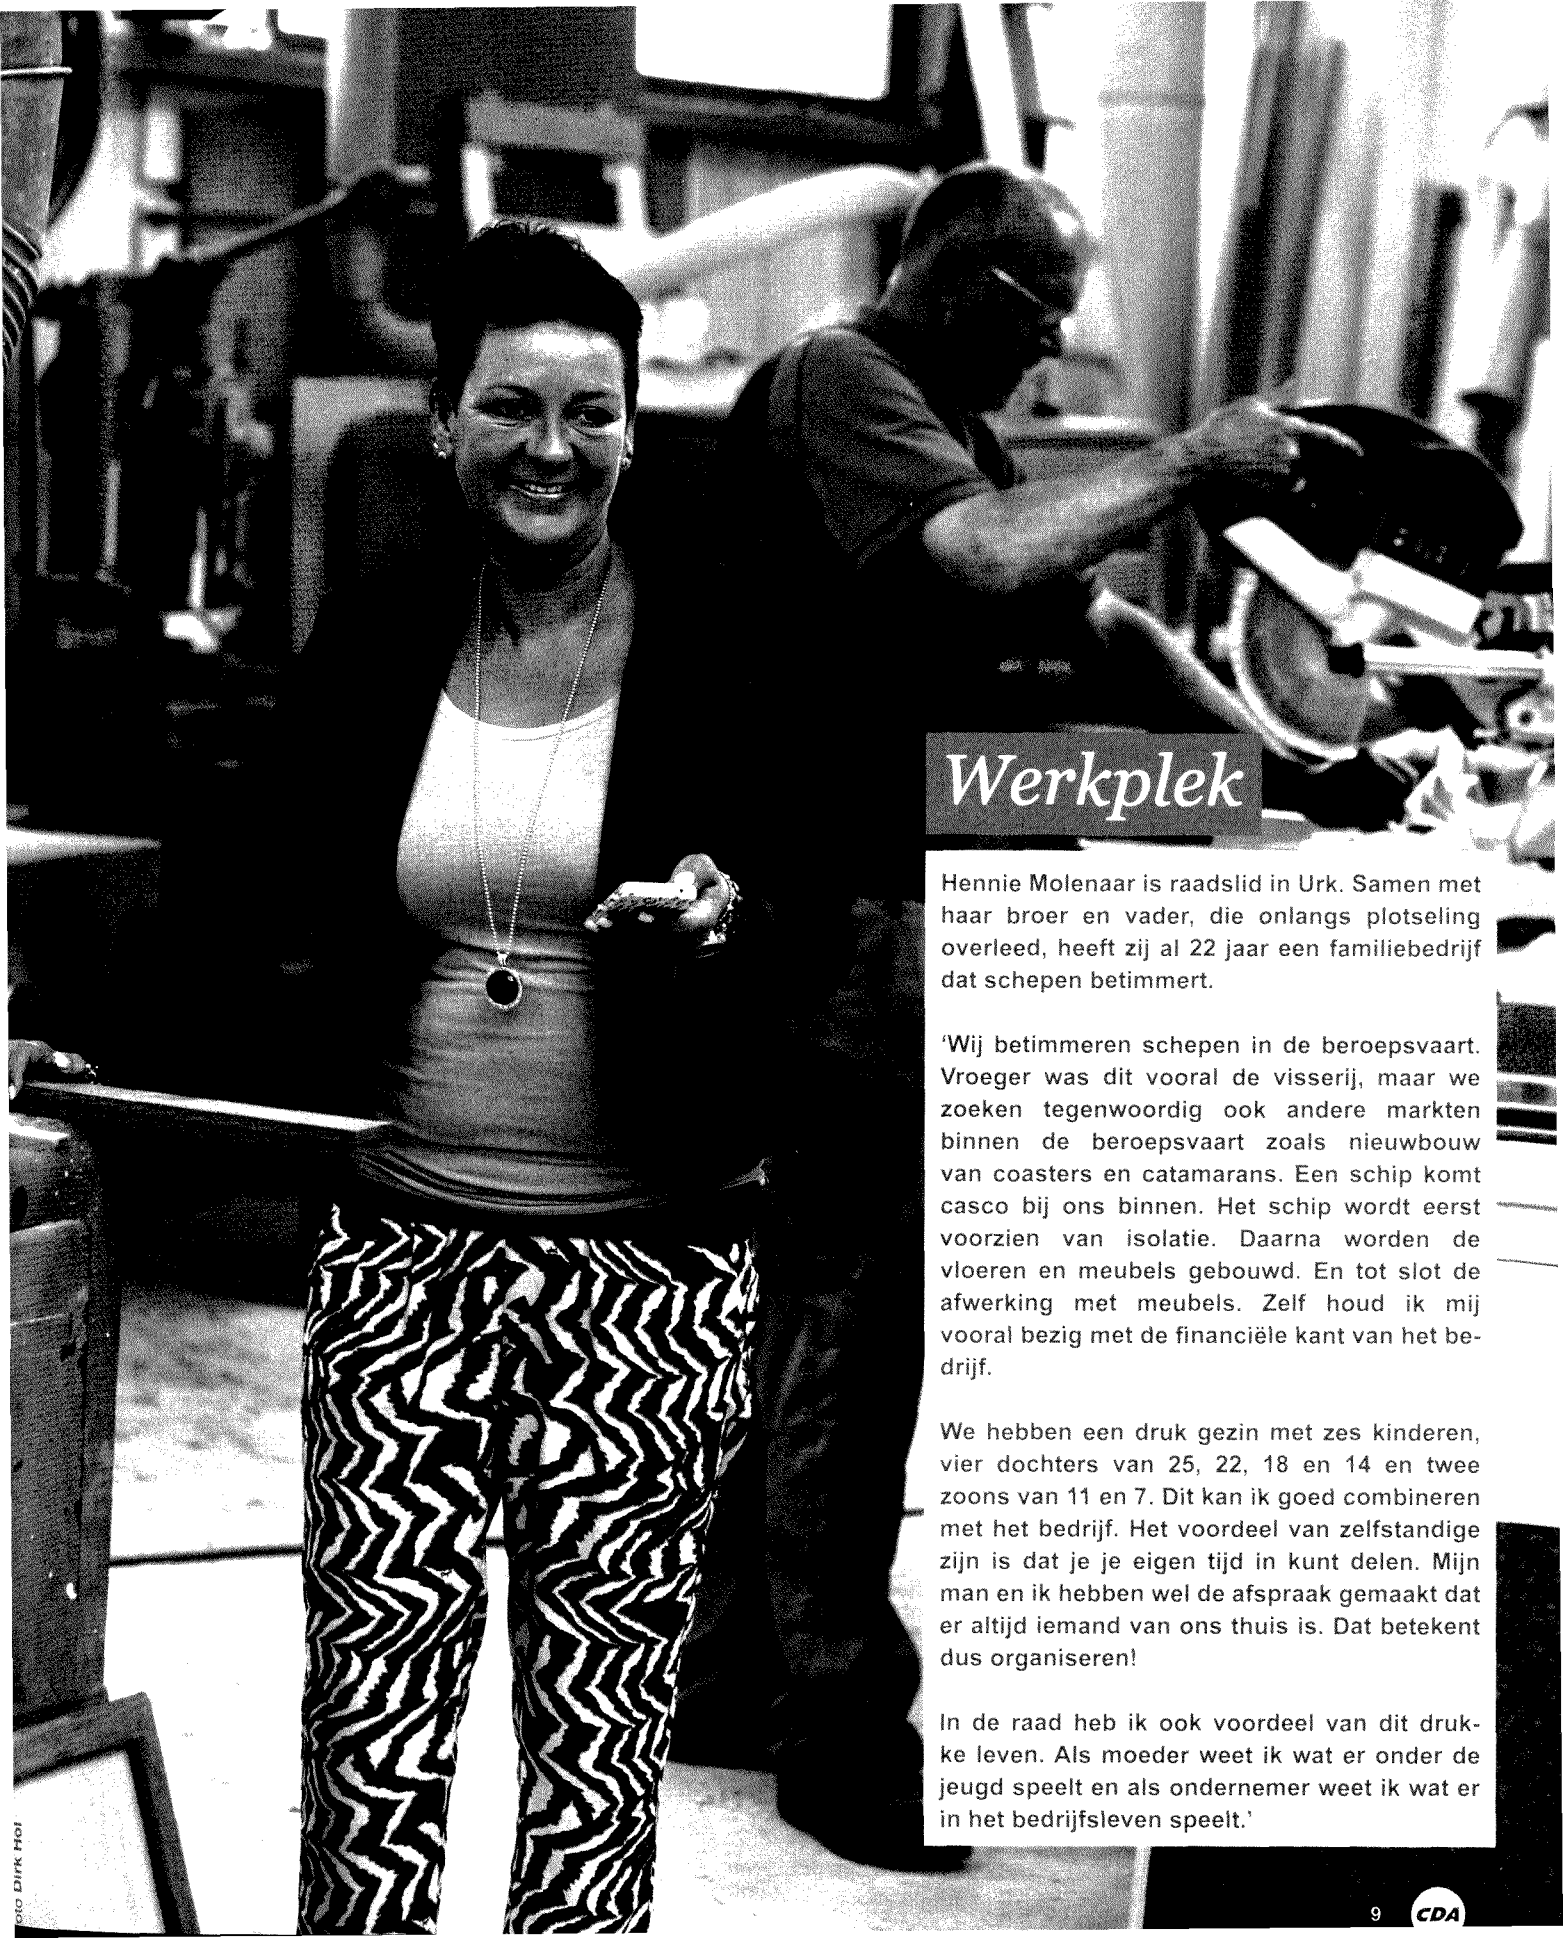 Werkplek
Hennie Molenaar is raadslid in Urk. Samen met
haar broer en vader, die onlangs plotseling
overleed, heeft zij al 22 jaar een familiebedrijf
dat schepen betimmert.
‘Wij betimmeren schepen in de beroepsvaart.
Vroeger was dit vooral de visserij, maar we
zoeken tegenwoordig ook andere markten
binnen de beroepsvaart zoals nieuwbouw
van coasters en catamarans. Een schip komt
casco bij ons binnen. Het schip wordt eerst
voorzien van isolatie. Daarna worden de
vloeren en meubels gebouwd. En tot slot de
afwerking met meubels. Zelf houd ik mij
vooral bezig met de financiële kant van het be-
drijf.
We hebben een druk gezin met zes kinderen,
vier dochters van 25, 22, 18 en 14 en twee
zoons van 11 en 7. Dit kan ik goed combineren
met het bedrijf. Het voordeel van zelfstandige
zijn is dat je je eigen tijd in kunt delen. Mijn
man en ik hebben wel de afspraak gemaakt dat
er altijd iemand van ons thuis is. Dat betekent
dus organiseren!
In de raad heb ik ook voordeel van dit druk-
ke leven. Als moeder weet ik wat er onder de
jeugd speelt en als ondernemer weet ik wat er
in het bedrijfsleven speelt.’
oto Dirk Hol
9 CDA